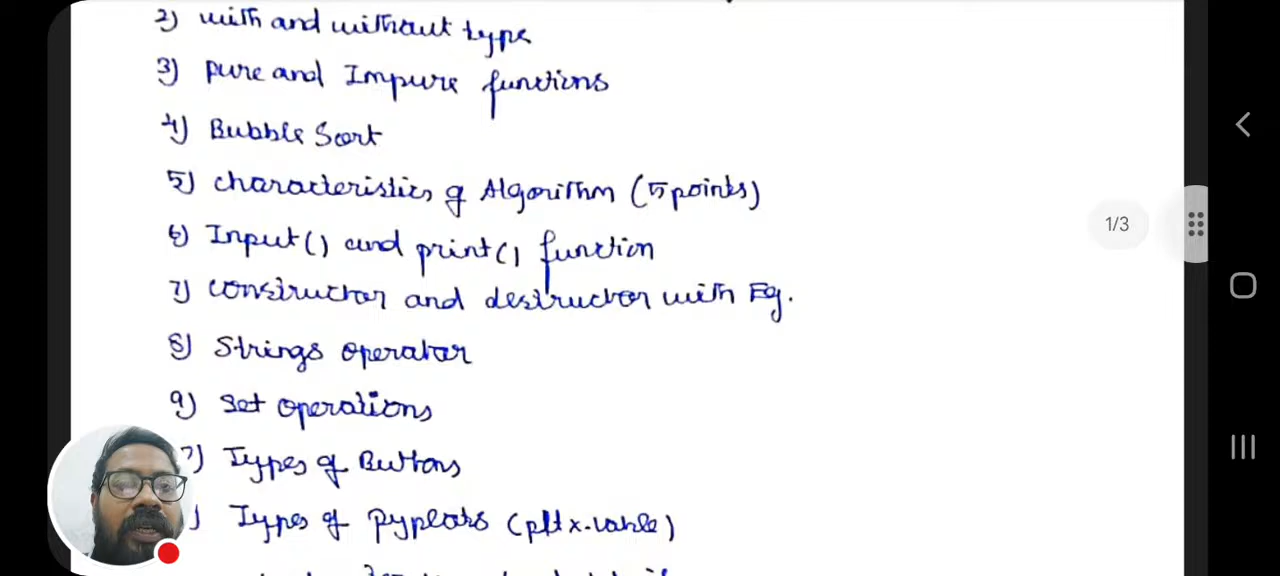 2) with and without type
3) pure and Impure functions
4) Bubble Sort
5) characteristics of Algorithm (5 points)
6) Input() and print() function
7) constructor and destructor with Eg.
8) Strings operator
9) Set operations
?) Types of Buttons
) Types of pyplots (plt x.
1/3